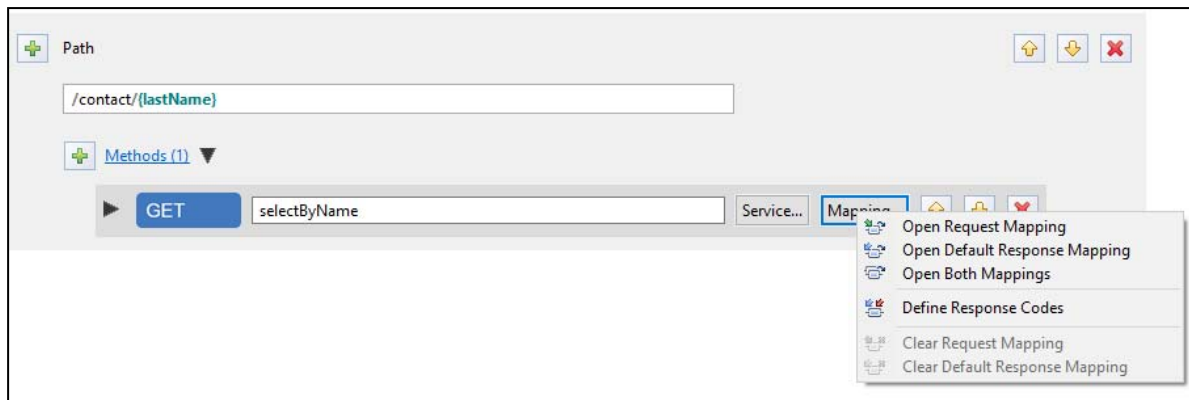 Path
/contact/{lastName}
Methods (1)
GET selectByName Service... Mapping...
Open Request Mapping
Open Default Response Mapping
Open Both Mappings
Define Response Codes
Clear Request Mapping
Clear Default Response Mapping